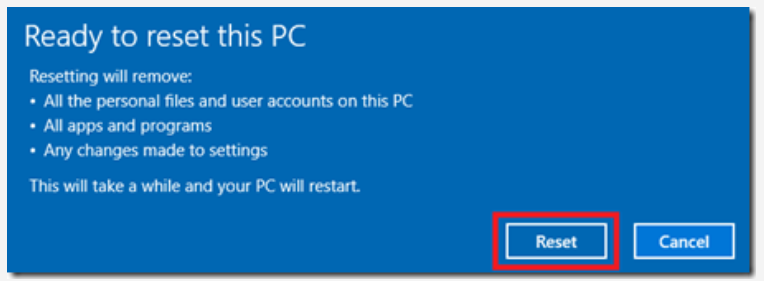 Ready to reset this PC
Resetting will remove:
• All the personal files and user accounts on this PC
• All apps and programs
• Any changes made to settings
This will take a while and your PC will restart.
Reset
Cancel